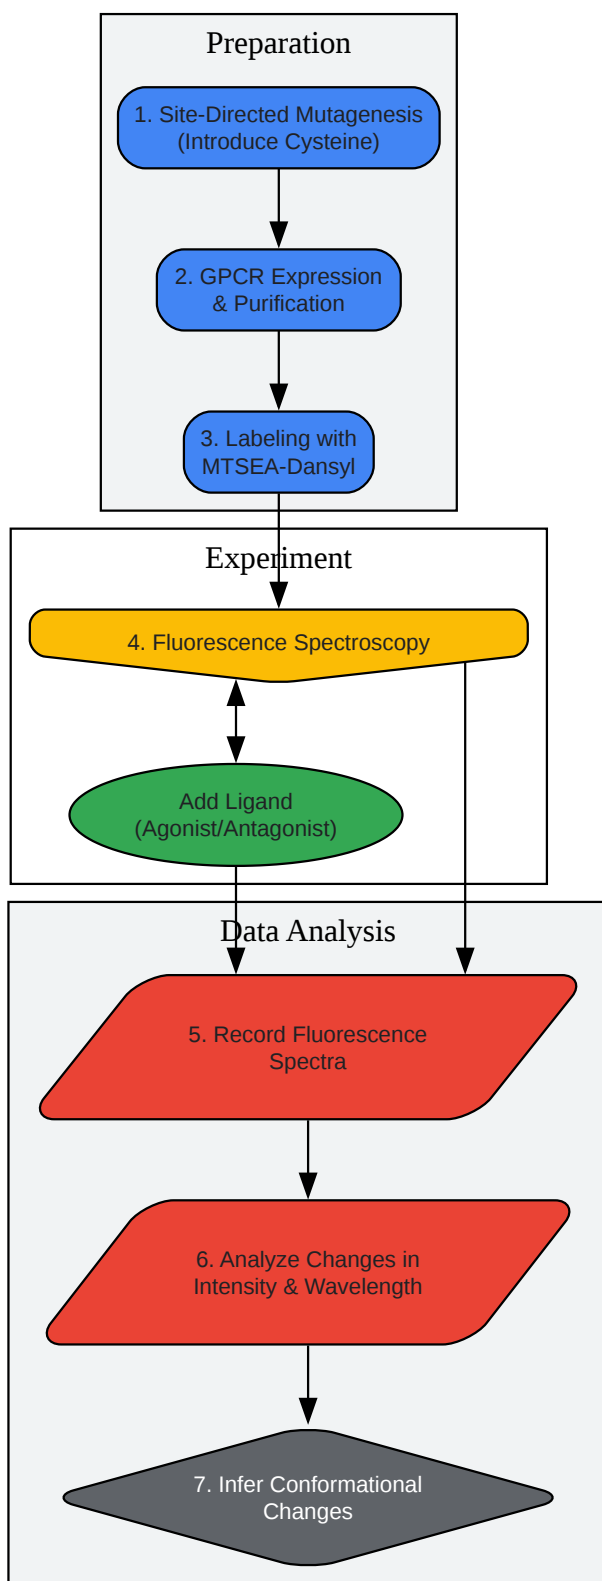 Preparation
1. Site-Directed Mutagenesis
(Introduce Cysteine)
2. GPCR Expression
& Purification
3. Labeling with
MTSEA-Dansyl
Experiment
4. Fluorescence Spectroscopy
Add Ligand
(Agonist/Antagonist)
Data Analysis
5. Record Fluorescence
Spectra
6. Analyze Changes in
Intensity & Wavelength
7. Infer Conformational
Changes